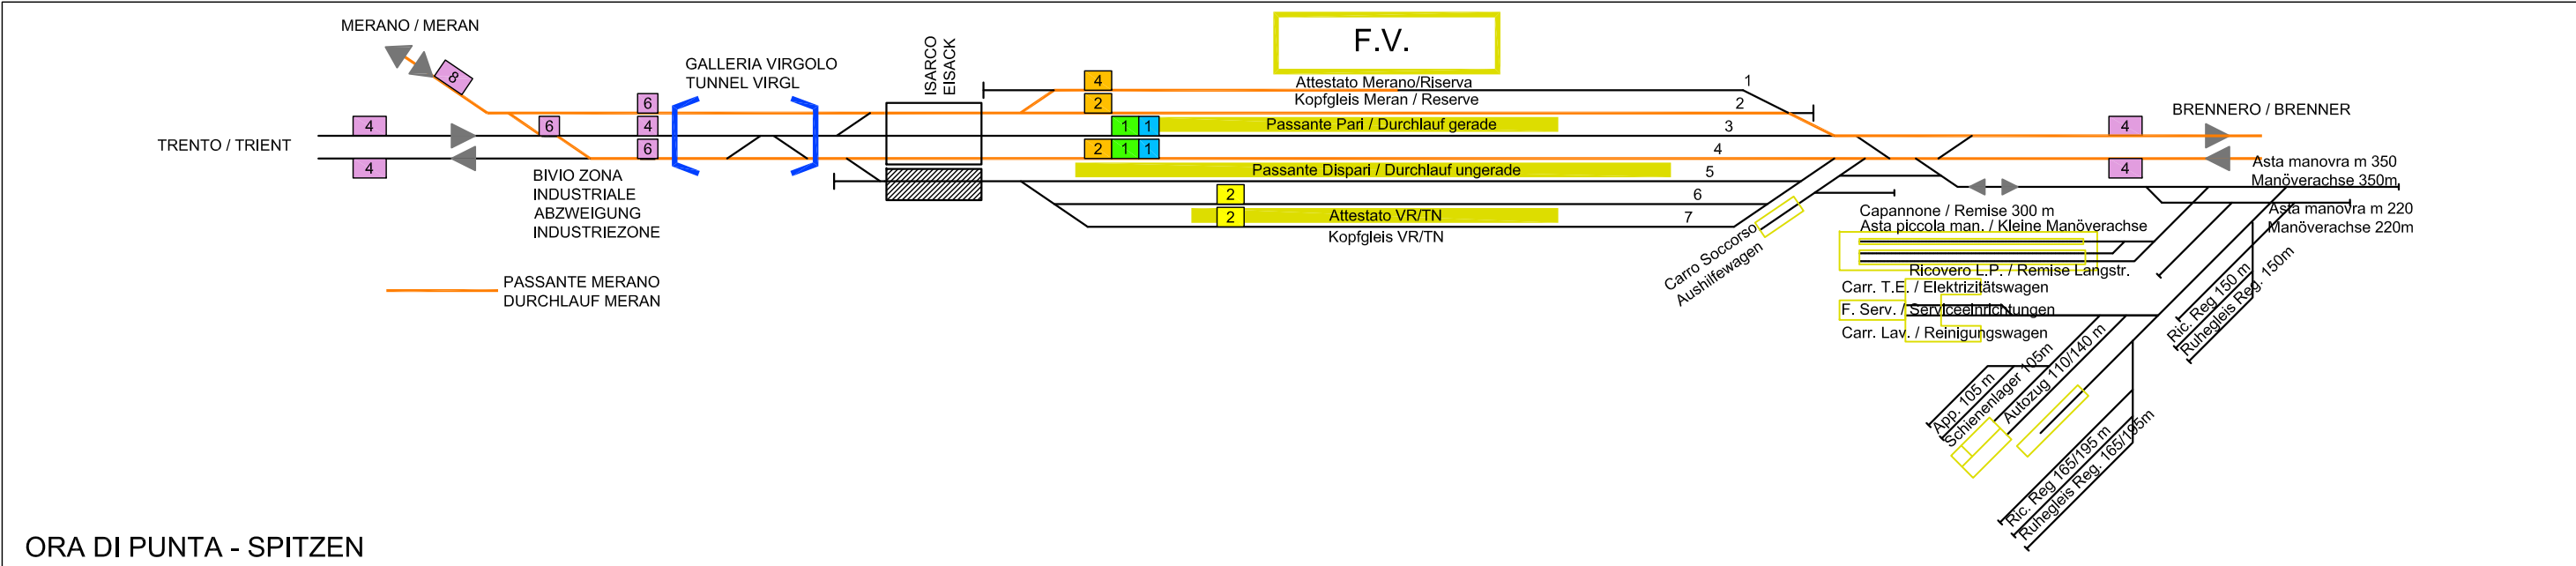 MERANO / MERAN
8
GALLERIA VIRGOLO
TUNNEL VIRGL
ISARCO
EISACK
F.V.
4
Attestato Merano/Riserva
1
6
2
Kopfgleis Meran / Reserve
2
BRENNERO / BRENNER
4
6
4
1
1
Passante Pari / Durchlauf gerade
3
4
TRENTO / TRIENT
6
2
1
1
4
4
4
Passante Dispari / Durchlauf ungerade
5
Asta manovra m 350
Manöverachse 350m
BIVIO ZONA
INDUSTRIALE
ABZWEIGUNG
INDUSTRIEZONE
2
6
2
Attestato VR/TN
7
Kopfgleis VR/TN
Capannone / Remise 300 m
Asta piccola man. / Kleine Manöverachse
Asta manovra m 220
Manöverachse 220m
Carro Soccorso
Aushilfewagen
Ricovero L.P. / Remise Langstr.
Carr. T.E. / Elektrizitätswagen
F. Serv. / Serviceeinrichtungen
Carr. Lav. / Reinigungswagen
Ric. Reg 150 m
Ruhegleis Reg. 150m
PASSANTE MERANO
DURCHLAUF MERAN
App. 105 m
Schienenlager 105m
Autozug 110/140 m
Ric. Reg 165/195 m
Ruhegleis Reg. 165/195m
ORA DI PUNTA - SPITZEN